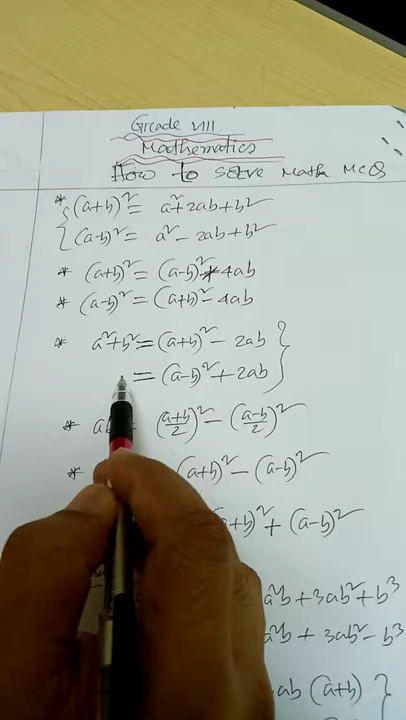 Grade VIII
Mathematics
How to solve Math MCQ
* (a+b)² = a²+2ab+b²
(a-b)² = a² - 2ab+b²
* (a+b)² = (a-b)²+4ab
* (a-b)² = (a+b)²-4ab
* a²+b² = (a+b)² - 2ab
= (a-b)² + 2ab
* ab = (a+b/2)² - (a-b/2)²
* (a+b)² - (a-b)²
+b)² + (a-b)²
a²b + 3ab² + b³
a²b + 3ab² - b³
ab (a+b)